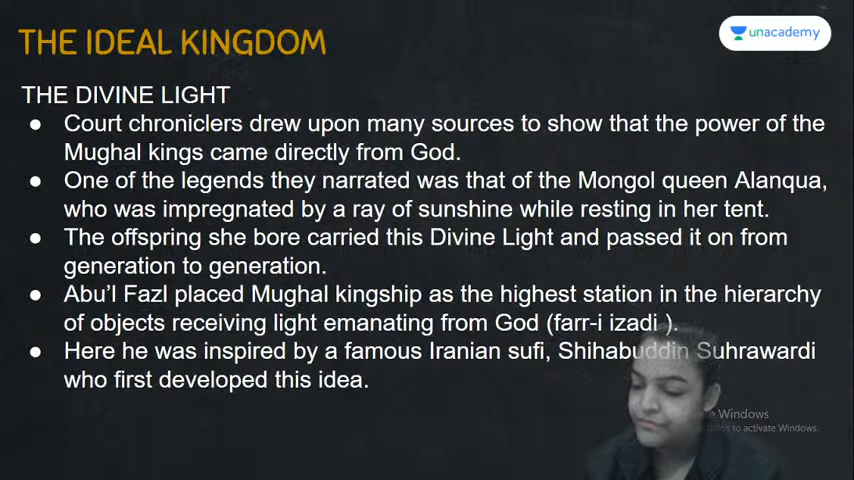 THE IDEAL KINGDOM
unacademy
THE DIVINE LIGHT
● Court chroniclers drew upon many sources to show that the power of the
Mughal kings came directly from God.
● One of the legends they narrated was that of the Mongol queen Alanqua,
who was impregnated by a ray of sunshine while resting in her tent.
● The offspring she bore carried this Divine Light and passed it on from
generation to generation.
● Abu'l Fazl placed Mughal kingship as the highest station in the hierarchy
of objects receiving light emanating from God (farr-i izadi ).
● Here he was inspired by a famous Iranian sufi, Shihabuddin Suhrawardi
who first developed this idea.
Windows
to activate Windows.